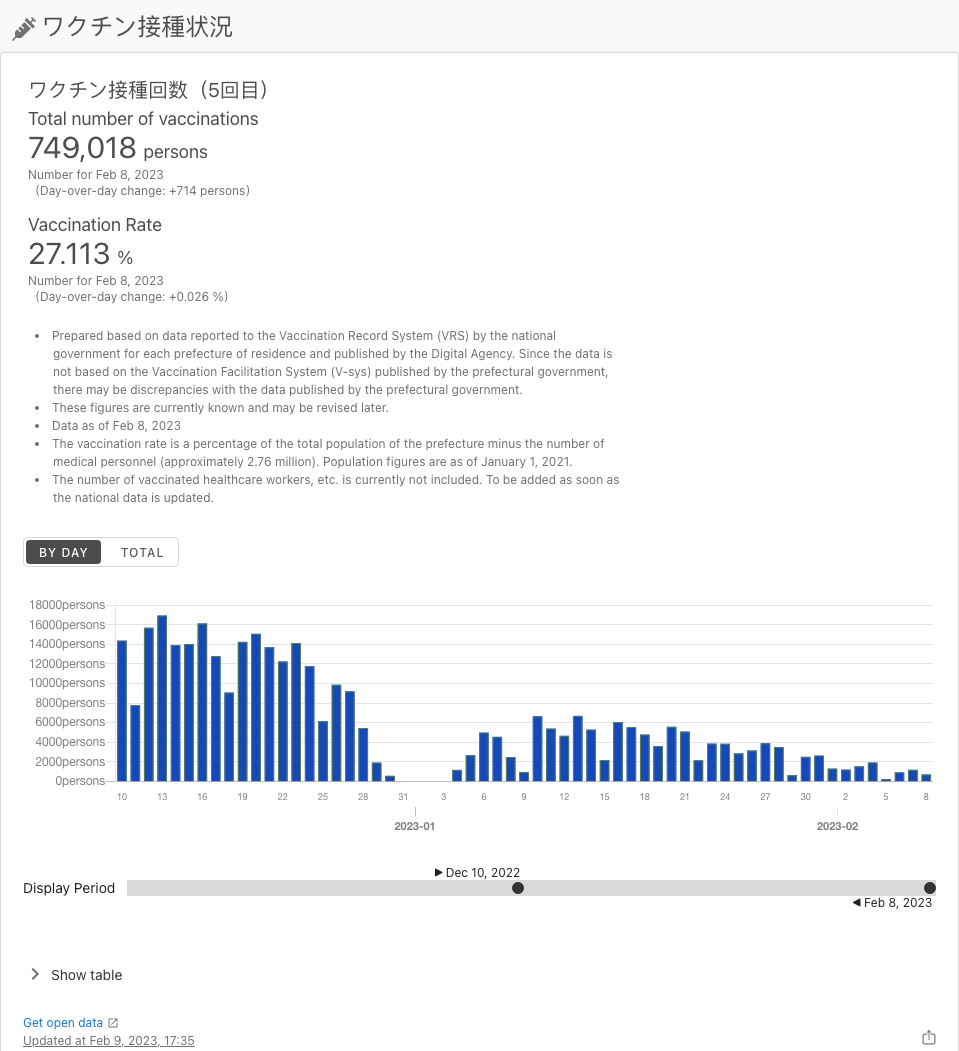 ワクチン接種状況
ワクチン接種回数（5回目）
Total number of vaccinations
749,018 persons
Number for Feb 8, 2023
（Day-over-day change: +714 persons）
Vaccination Rate
27.113 %
Number for Feb 8, 2023
（Day-over-day change: +0.026 %）
• Prepared based on data reported to the Vaccination Record System (VRS) by the national
government for each prefecture of residence and published by the Digital Agency. Since the data is
not based on the Vaccination Facilitation System (V-sys) published by the prefectural government,
there may be discrepancies with the data published by the prefectural government.
• These figures are currently known and may be revised later.
• Data as of Feb 8, 2023
• The vaccination rate is a percentage of the total population of the prefecture minus the number of
medical personnel (approximately 2.76 million). Population figures are as of January 1, 2021.
• The number of vaccinated healthcare workers, etc. is currently not included. To be added as soon as
the national data is updated.
BY DAY TOTAL
18000persons
16000persons
14000persons
12000persons
10000persons
8000persons
6000persons
4000persons
2000persons
0persons
10 13 16 19 22 25 28 31 3 6 9 12 15 18 21 24 27 30 2 5 8
2023-01 2023-02
Dec 10, 2022
Display Period
Feb 8, 2023
Show table
Get open data
Updated at Feb 9, 2023, 17:35